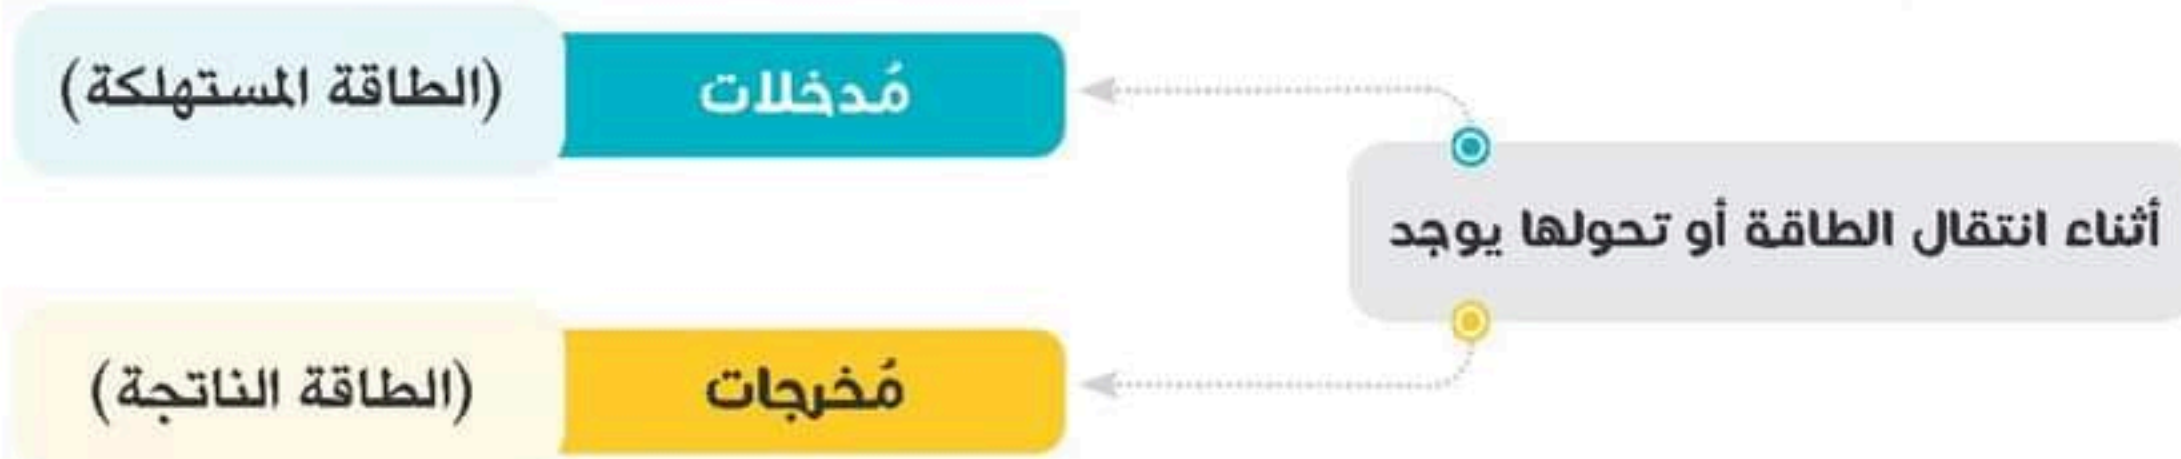 أثناء انتقال الطاقة أو تحولها يوجد
مُدخلات
(الطاقة المستهلكة)
مُخرجات
(الطاقة الناتجة)